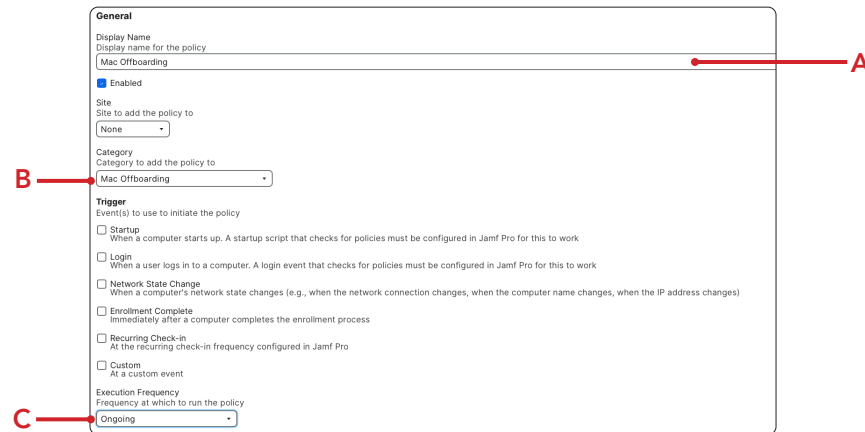 General
Display Name
Display name for the policy
Mac Offboarding
A
Enabled
Site
Site to add the policy to
None
Category
Category to add the policy to
B
Mac Offboarding
Trigger
Event(s) to use to initiate the policy
Startup
When a computer starts up. A startup script that checks for policies must be configured in Jamf Pro for this to work
Login
When a user logs in to a computer. A login event that checks for policies must be configured in Jamf Pro for this to work
Network State Change
When a computer's network state changes (e.g., when the network connection changes, when the computer name changes, when the IP address changes)
Enrollment Complete
Immediately after a computer completes the enrollment process
Recurring Check-in
At the recurring check-in frequency configured in Jamf Pro
Custom
At a custom event
Execution Frequency
Frequency at which to run the policy
C
Ongoing